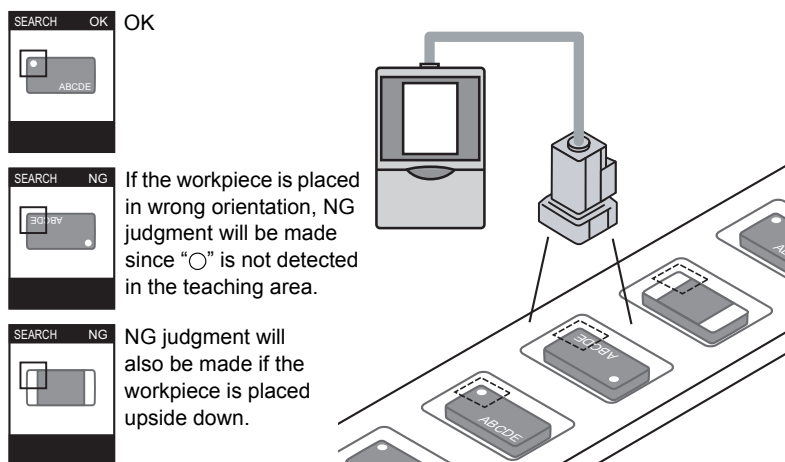 SEARCH OK
OK
ABCDE
SEARCH NG
ABCDE
If the workpiece is placed
in wrong orientation, NG
judgment will be made
since “○” is not detected
in the teaching area.
SEARCH NG
NG judgment will
also be made if the
workpiece is placed
upside down.
AB
ABCDE
ABCDE